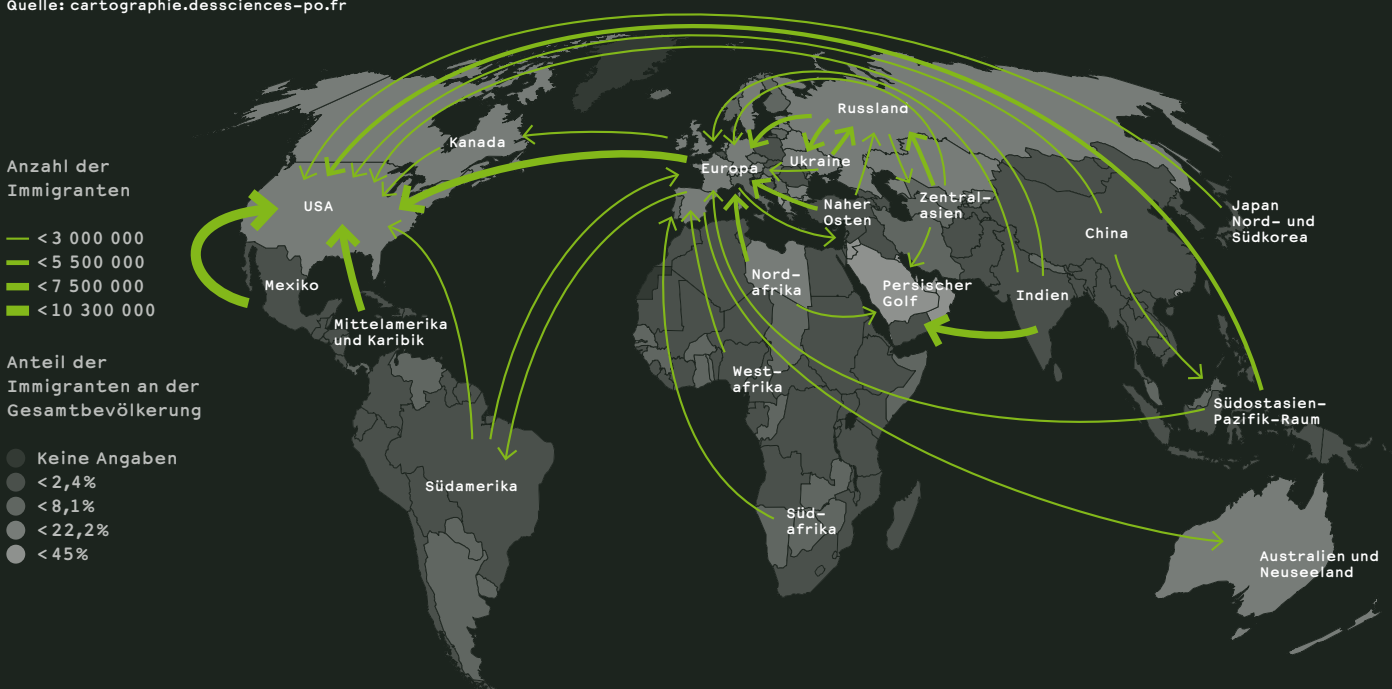 Quelle: cartographie.dessciences-po.fr
Anzahl der
Immigranten
<3 000 000
<5 500 000
<7 500 000
<10 300 000
Anteil der
Immigranten an der
Gesamtbevölkerung
Keine Angaben
<2,4%
<8,1%
<22,2%
<45%
Kanada
USA
Mexiko
Mittelamerika
und Karibik
Südamerika
Europa
Russland
Ukraine
Naher
Osten
Zentral-
asien
Nord-
afrika
Persischer
Golf
West-
afrika
Süd-
afrika
Indien
China
Japan
Nord- und
Südkorea
Südostasien-
Pazifik-Raum
Australien und
Neuseeland